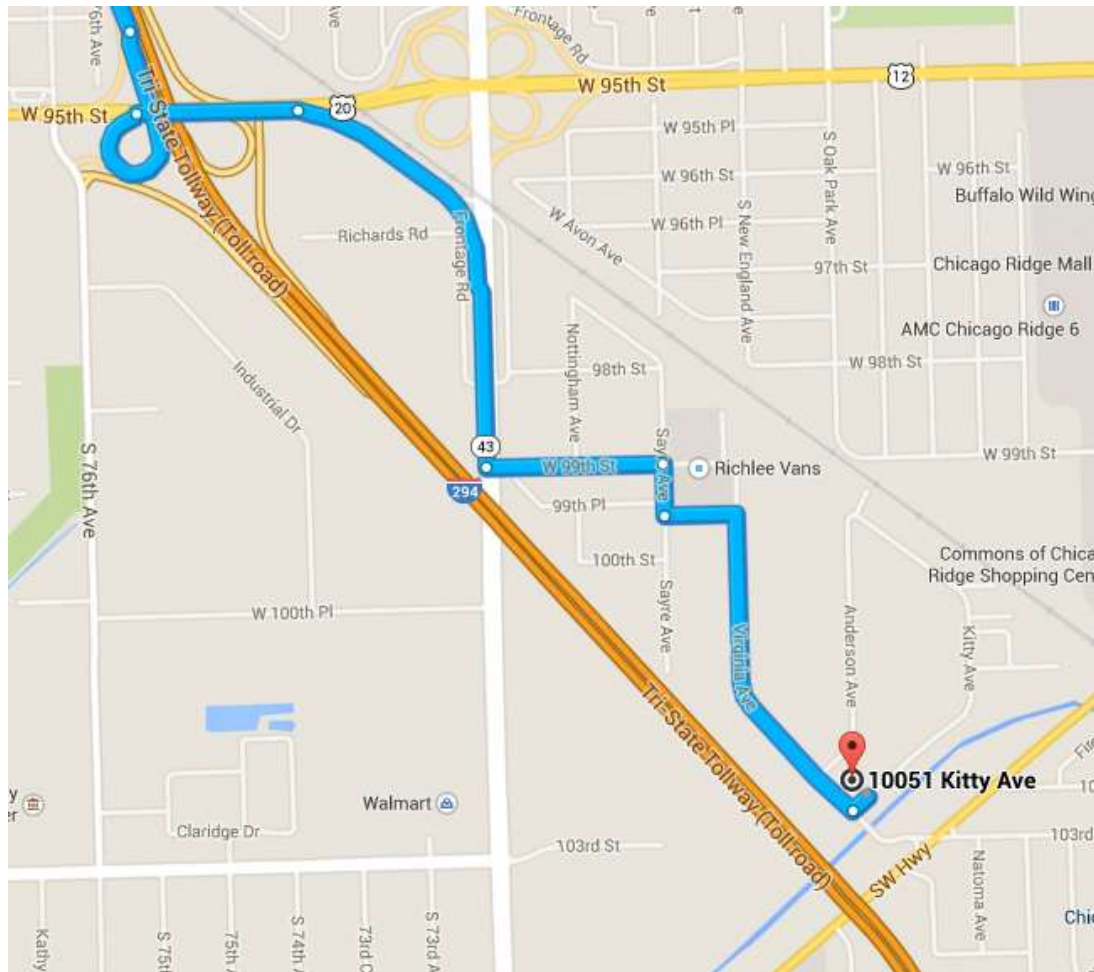 76th Ave
Ave
Frontage Rd
Tri-State Tollway (Toll road)
W 95th St
20
W 95th St
12
W 95th Pl
S Oak Park Ave
W 96th St
W 96th St
Buffalo Wild Wing
S New England Ave
W 96th Pl
W Avon Ave
Richards Rd
Frontage Rd
97th St
Chicago Ridge Mall
AMC Chicago Ridge 6
Nottingham Ave
98th St
W 98th St
Industrial Dr
S 76th Ave
43
W 99th St
Sayre Ave
Richlee Vans
W 99th St
294
99th Pl
100th St
Sayre Ave
Commons of Chica
Ridge Shopping Cen
W 100th Pl
Anderson Ave
Kitty Ave
Virginia Ave
Tri-State Tollway (Toll road)
10051 Kitty Ave
Walmart
Claridge Dr
103rd St
103rd
SW Hwy
Natoma Ave
Kathy
S 75th
75th A
S 74th A
73rd C
S 73rd A
Chic